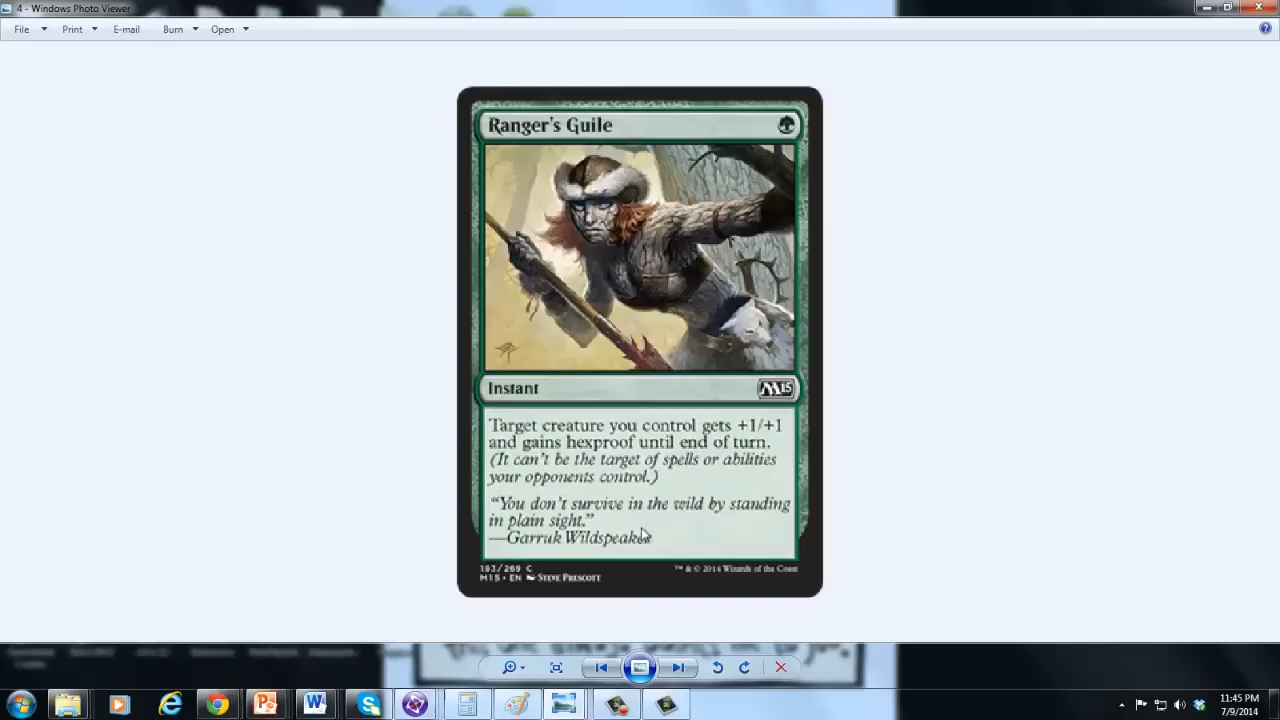 4 - Windows Photo Viewer
File Print E-mail Burn Open
Ranger's Guile
Instant
M15
Target creature you control gets +1/+1
and gains hexproof until end of turn.
(It can't be the target of spells or abilities
your opponents control.)
"You don't survive in the wild by standing
in plain sight."
—Garruk Wildspeaker
193/269 C
M15 • EN Steve Prescott
™ & © 2014 Wizards of the Coast
11:45 PM
7/9/2014